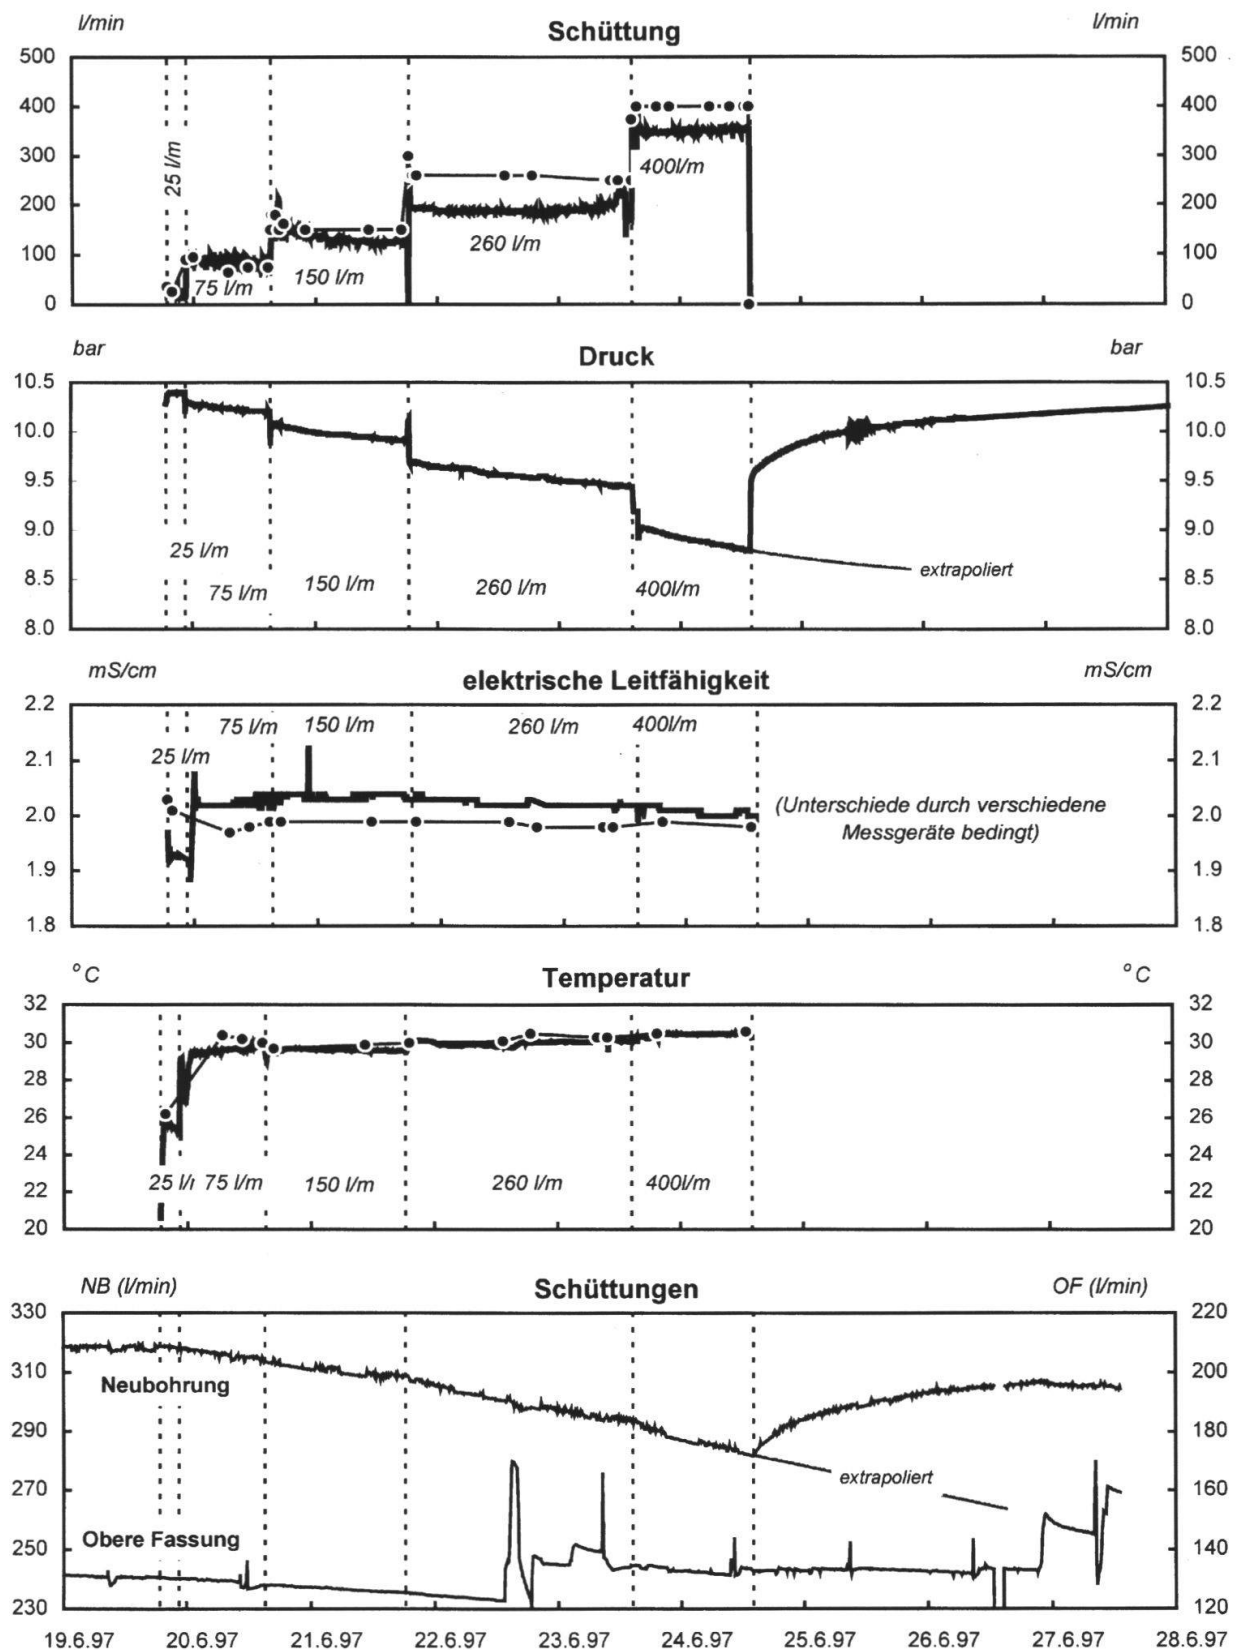 l/min Schüttung l/min
500 500
400 400
300 300
200 200
100 100
0 0
25 l/m
75 l/m
150 l/m
260 l/m
400l/m
bar Druck bar
10.5 10.5
10.0 10.0
9.5 9.5
9.0 9.0
8.5 8.5
8.0 8.0
25 l/m
75 l/m
150 l/m
260 l/m
400l/m
extrapoliert
mS/cm elektrische Leitfähigkeit mS/cm
2.2 2.2
2.1 2.1
2.0 2.0
1.9 1.9
1.8 1.8
25 l/m
75 l/m
150 l/m
260 l/m
400l/m
(Unterschiede durch verschiedene
Messgeräte bedingt)
°C Temperatur °C
32 32
30 30
28 28
26 26
24 24
22 22
20 20
25 l/
75 l/m
150 l/m
260 l/m
400l/m
NB (l/min) Schüttungen OF (l/min)
330 220
310 200
290 180
270 160
250 140
230 120
Neubohrung
extrapoliert
Obere Fassung
19.6.97 20.6.97 21.6.97 22.6.97 23.6.97 24.6.97 25.6.97 26.6.97 27.6.97 28.6.97